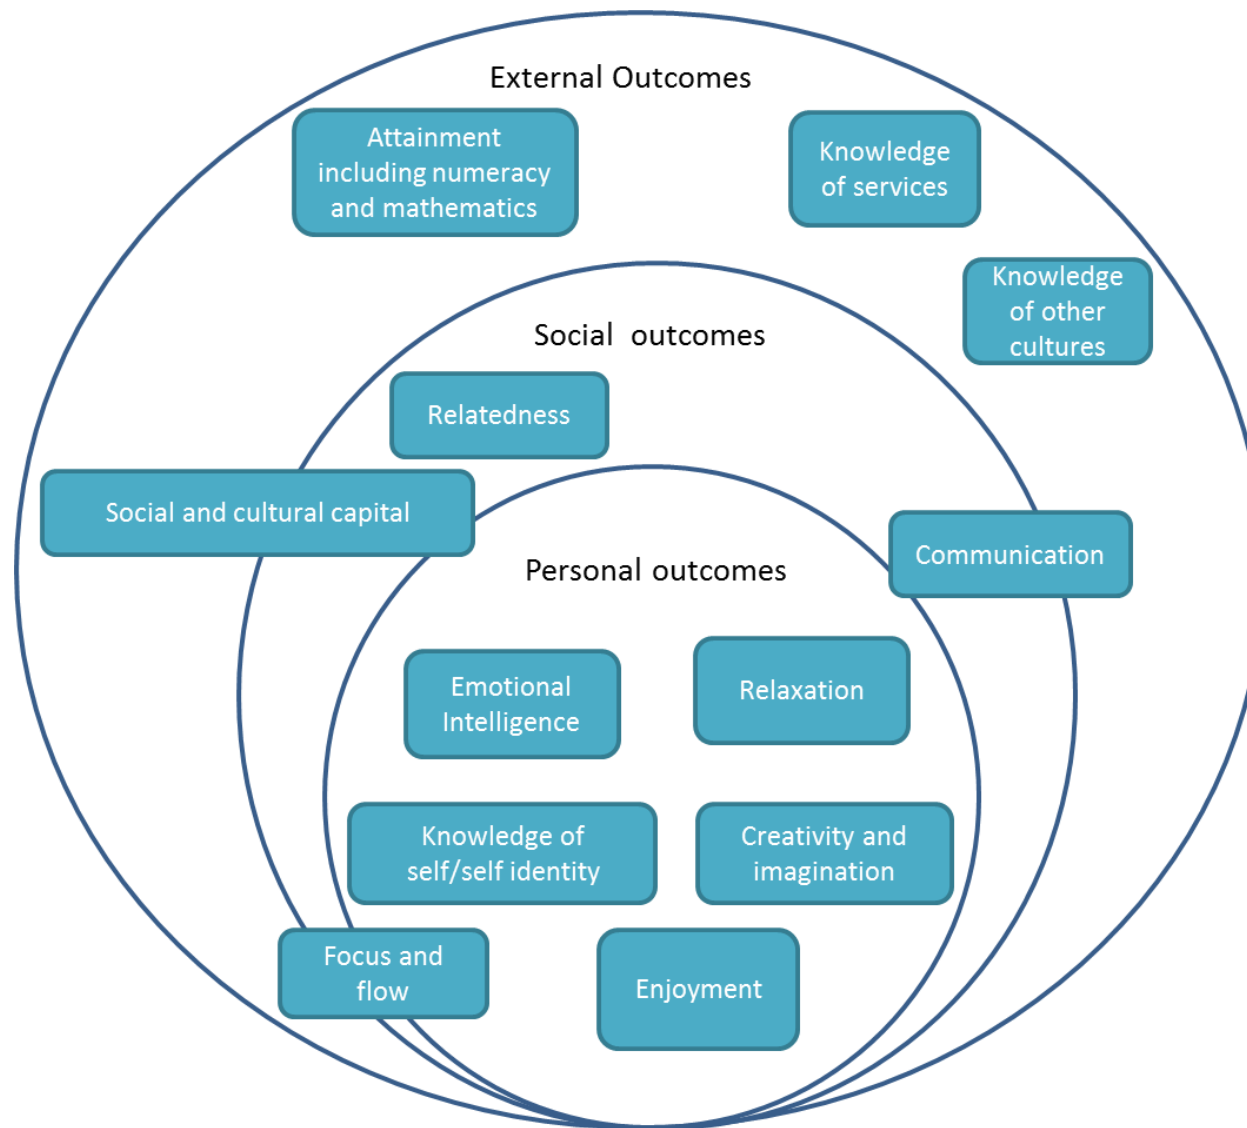 External Outcomes
Attainment
including numeracy
and mathematics
Knowledge
of services
Knowledge
of other
cultures
Social outcomes
Relatedness
Social and cultural capital
Communication
Personal outcomes
Emotional
Intelligence
Relaxation
Knowledge of
self/self identity
Creativity and
imagination
Focus and
flow
Enjoyment